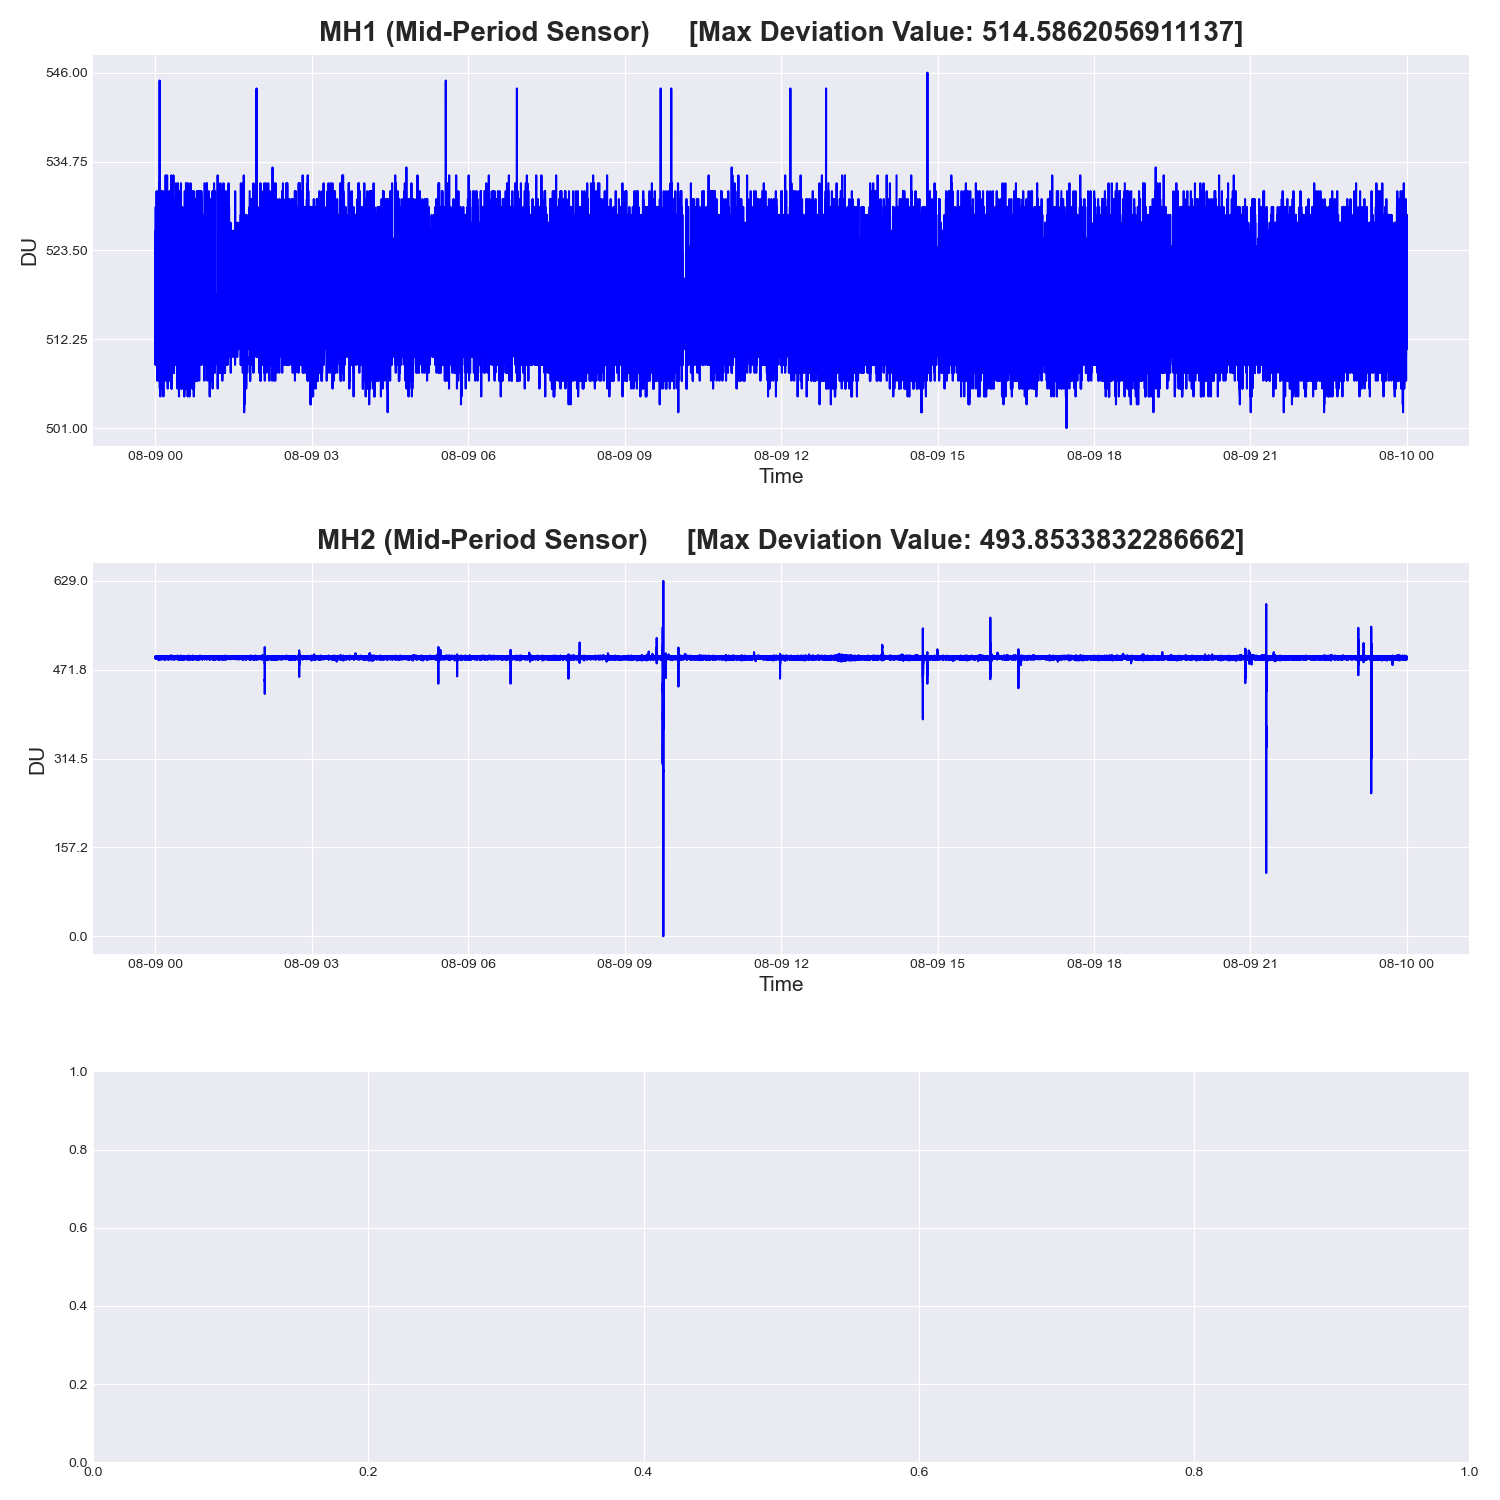 MH1 (Mid-Period Sensor) [Max Deviation Value: 514.5862056911137]
546.00
534.75
523.50
512.25
501.00
DU
08-09 00 08-09 03 08-09 06 08-09 09 08-09 12 08-09 15 08-09 18 08-09 21 08-10 00
Time
MH2 (Mid-Period Sensor) [Max Deviation Value: 493.8533832286662]
629.0
471.8
314.5
157.2
0.0
DU
08-09 00 08-09 03 08-09 06 08-09 09 08-09 12 08-09 15 08-09 18 08-09 21 08-10 00
Time
1.0
0.8
0.6
0.4
0.2
0.0
0.0 0.2 0.4 0.6 0.8 1.0